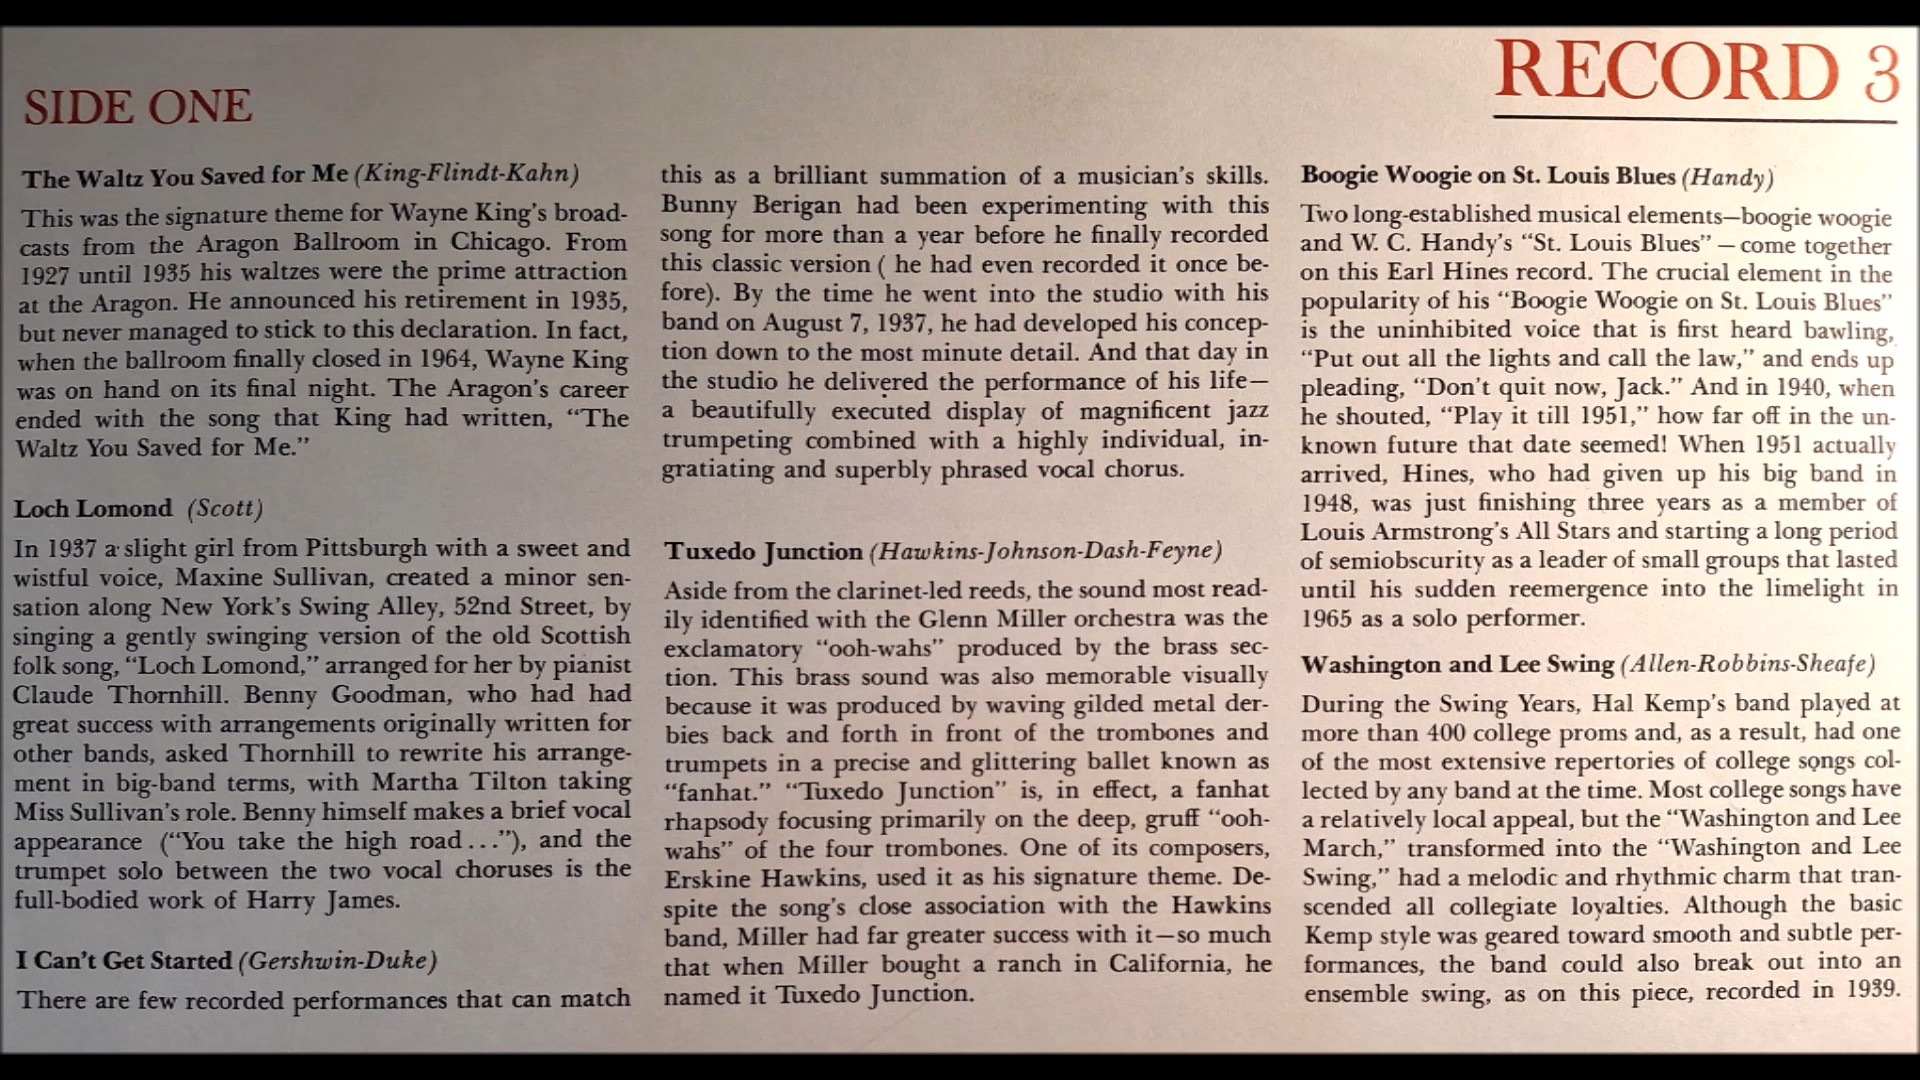 RECORD 3
SIDE ONE
The Waltz You Saved for Me (King-Flindt-Kahn)
This was the signature theme for Wayne King's broad-
casts from the Aragon Ballroom in Chicago. From
1927 until 1935 his waltzes were the prime attraction
at the Aragon. He announced his retirement in 1935,
but never managed to stick to this declaration. In fact,
when the ballroom finally closed in 1964, Wayne King
was on hand on its final night. The Aragon's career
ended with the song that King had written, “The
Waltz You Saved for Me.”
Loch Lomond (Scott)
In 1937 a slight girl from Pittsburgh with a sweet and
wistful voice, Maxine Sullivan, created a minor sen-
sation along New York's Swing Alley, 52nd Street, by
singing a gently swinging version of the old Scottish
folk song, “Loch Lomond,” arranged for her by pianist
Claude Thornhill. Benny Goodman, who had had
great success with arrangements originally written for
other bands, asked Thornhill to rewrite his arrange-
ment in big-band terms, with Martha Tilton taking
Miss Sullivan's role. Benny himself makes a brief vocal
appearance (“You take the high road...”), and the
trumpet solo between the two vocal choruses is the
full-bodied work of Harry James.
I Can't Get Started (Gershwin-Duke)
There are few recorded performances that can match
this as a brilliant summation of a musician's skills.
Bunny Berigan had been experimenting with this
song for more than a year before he finally recorded
this classic version ( he had even recorded it once be-
fore). By the time he went into the studio with his
band on August 7, 1937, he had developed his concep-
tion down to the most minute detail. And that day in
the studio he delivered the performance of his life—
a beautifully executed display of magnificent jazz
trumpeting combined with a highly individual, in-
gratiating and superbly phrased vocal chorus.
Tuxedo Junction (Hawkins-Johnson-Dash-Feyne)
Aside from the clarinet-led reeds, the sound most read-
ily identified with the Glenn Miller orchestra was the
exclamatory “ooh-wahs” produced by the brass sec-
tion. This brass sound was also memorable visually
because it was produced by waving gilded metal der-
bies back and forth in front of the trombones and
trumpets in a precise and glittering ballet known as
“fanhat.” “Tuxedo Junction” is, in effect, a fanhat
rhapsody focusing primarily on the deep, gruff “ooh-
wahs” of the four trombones. One of its composers,
Erskine Hawkins, used it as his signature theme. De-
spite the song's close association with the Hawkins
band, Miller had far greater success with it—so much
that when Miller bought a ranch in California, he
named it Tuxedo Junction.
Boogie Woogie on St. Louis Blues (Handy)
Two long-established musical elements—boogie woogie
and W. C. Handy's “St. Louis Blues” — come together
on this Earl Hines record. The crucial element in the
popularity of his “Boogie Woogie on St. Louis Blues”
is the uninhibited voice that is first heard bawling,
“Put out all the lights and call the law,” and ends up
pleading, “Don't quit now, Jack.” And in 1940, when
he shouted, “Play it till 1951,” how far off in the un-
known future that date seemed! When 1951 actually
arrived, Hines, who had given up his big band in
1948, was just finishing three years as a member of
Louis Armstrong's All Stars and starting a long period
of semiobscurity as a leader of small groups that lasted
until his sudden reemergence into the limelight in
1965 as a solo performer.
Washington and Lee Swing (Allen-Robbins-Sheafe)
During the Swing Years, Hal Kemp's band played at
more than 400 college proms and, as a result, had one
of the most extensive repertories of college songs col-
lected by any band at the time. Most college songs have
a relatively local appeal, but the “Washington and Lee
March,” transformed into the “Washington and Lee
Swing,” had a melodic and rhythmic charm that tran-
scended all collegiate loyalties. Although the basic
Kemp style was geared toward smooth and subtle per-
formances, the band could also break out into an
ensemble swing, as on this piece, recorded in 1939.